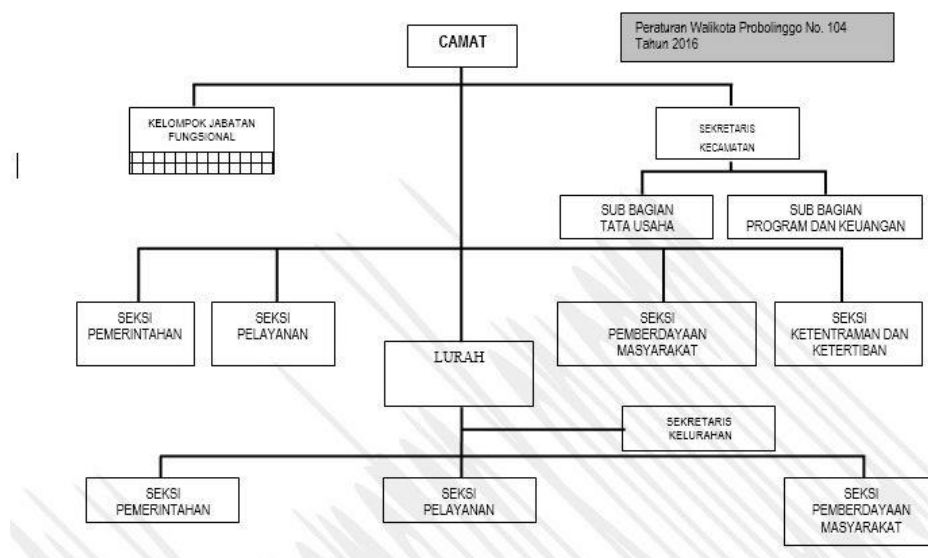 CAMAT
Peraturan Walikota Probolinggo No. 104
Tahun 2016
KELOMPOK JABATAN
FUNGSIONAL
SEKRETARIS
KECAMATAN
SUB BAGIAN
TATA USAHA
SUB BAGIAN
PROGRAM DAN KEUANGAN
SEKSI
PEMERINTAHAN
SEKSI
PELAYANAN
SEKSI
PEMBERDAYAAN
MASYARAKAT
SEKSI
KETENTRAMAN DAN
KETERTIBAN
LURAH
SEKRETARIS
KELURAHAN
SEKSI
PEMERINTAHAN
SEKSI
PELAYANAN
SEKSI
PEMBERDAYAAN
MASYARAKAT